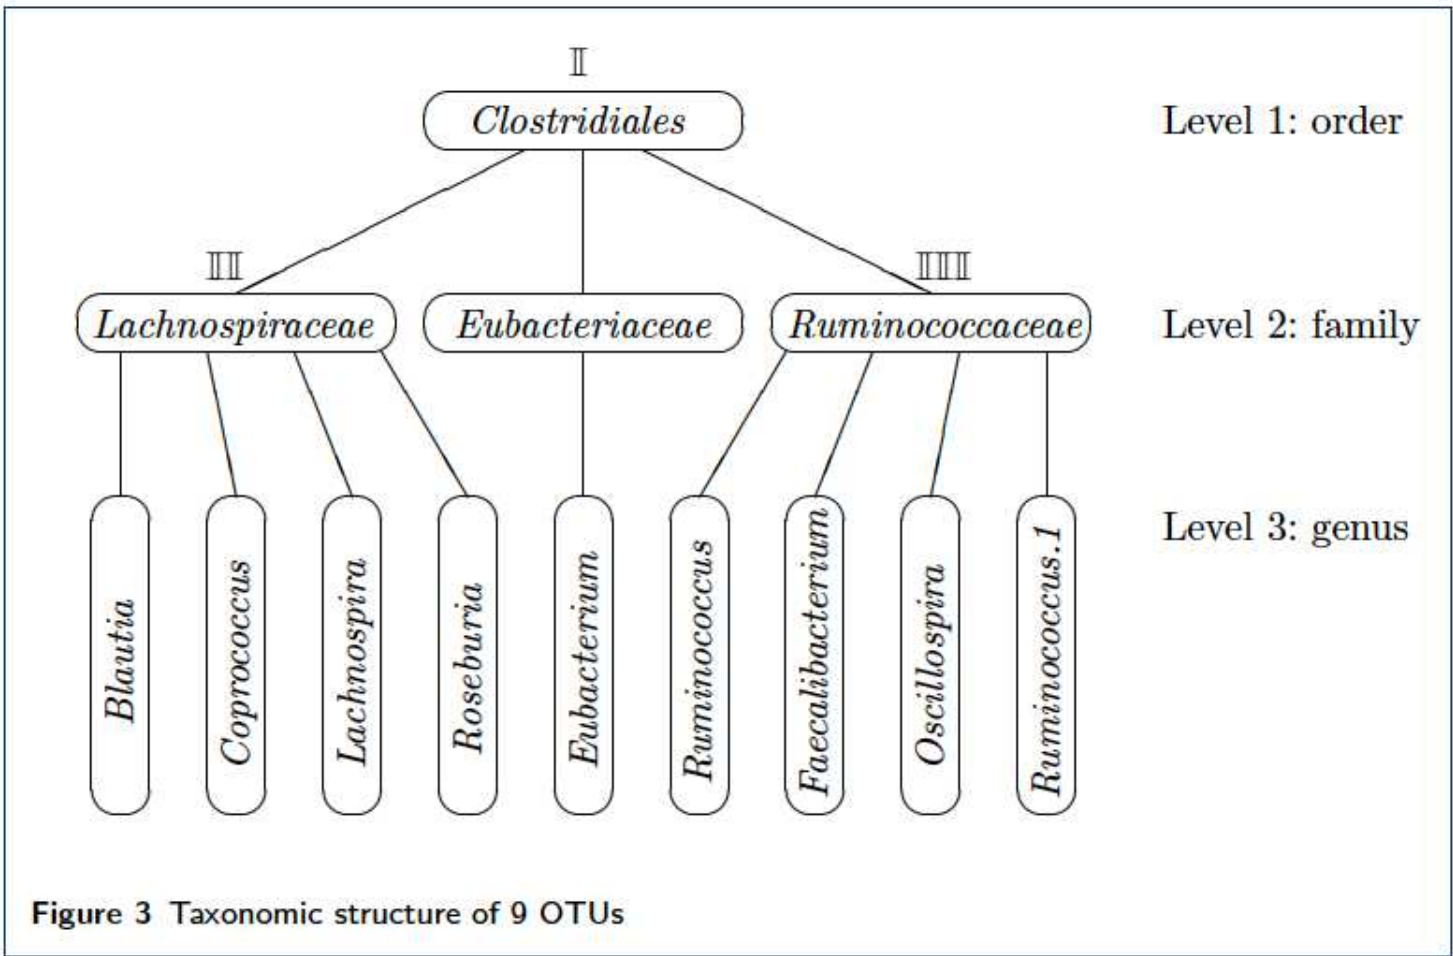 𝕀
Clostridiales Level 1: order
𝕀𝕀 𝕀𝕀𝕀
Lachnospiraceae Eubacteriaceae Ruminococcaceae Level 2: family
Level 3: genus
Blautia
Coprococcus
Lachnospira
Roseburia
Eubacterium
Ruminococcus
Faecalibacterium
Oscillospira
Ruminococcus.1
Figure 3 Taxonomic structure of 9 OTUs